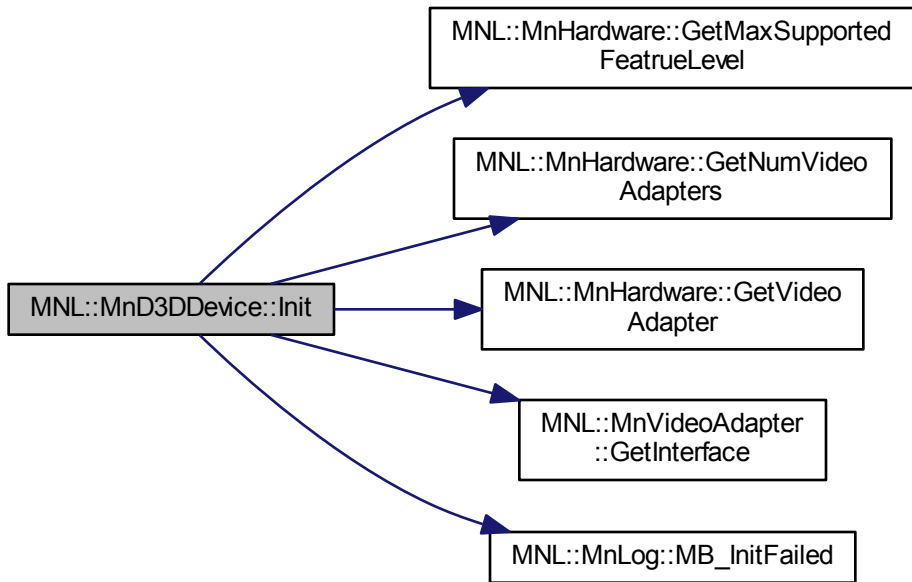 MNL::MnHardware::GetMaxSupported
FeatrueLevel
MNL::MnHardware::GetNumVideo
Adapters
MNL::MnD3DDevice::Init
MNL::MnHardware::GetVideo
Adapter
MNL::MnVideoAdapter
::GetInterface
MNL::MnLog::MB_InitFailed